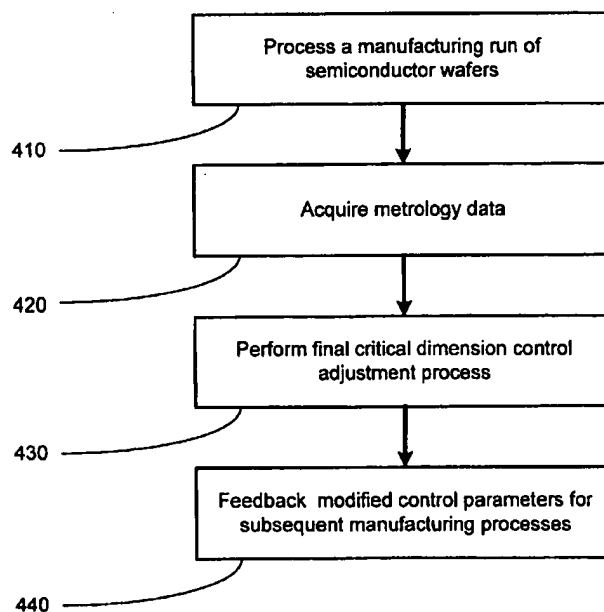 Process a manufacturing run of
semiconductor wafers
410
Acquire metrology data
420
Perform final critical dimension control
adjustment process
430
Feedback modified control parameters for
subsequent manufacturing processes
440